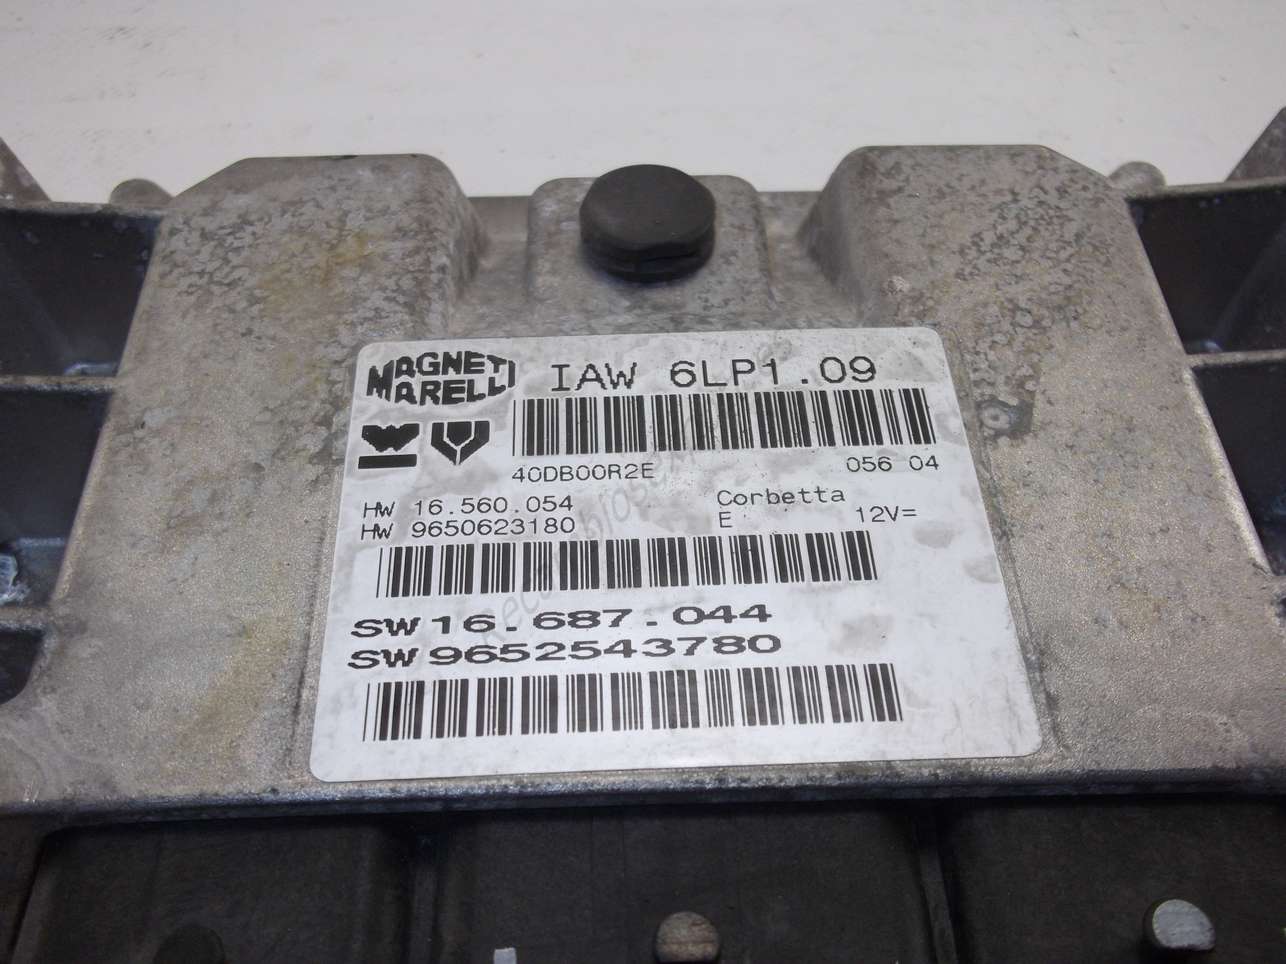 MAGNETI
MARELLI
IAW 6LP1.09
40DB00R2E 056 04
HW 16.560.054 Corbetta
HW 9650623180 E 12V=
SW 16.687.044
SW 9652543780